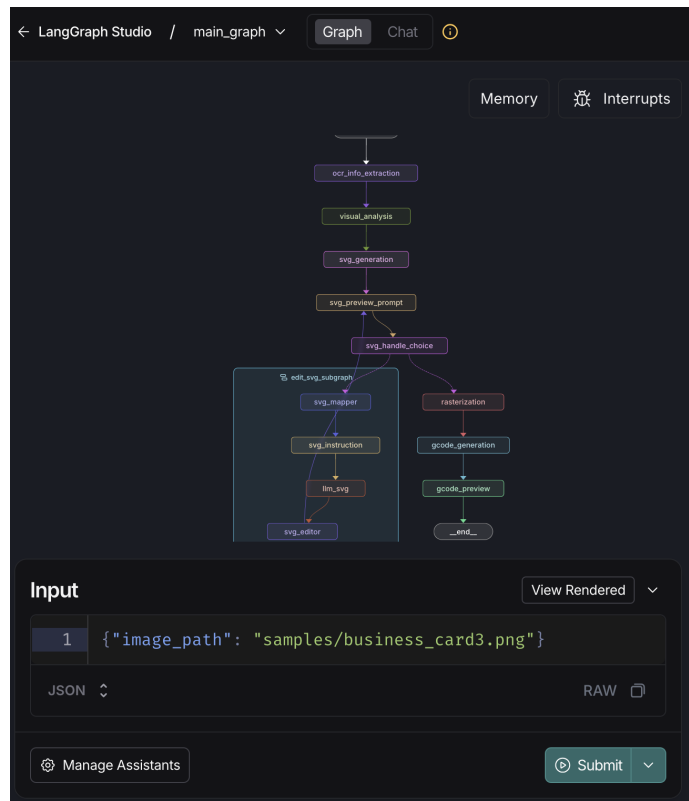 LangGraph Studio / main_graph Graph Chat
Memory Interrupts
ocr_info_extraction
visual_analysis
svg_generation
svg_preview_prompt
svg_handle_choice
edit_svg_subgraph
svg_mapper rasterization
svg_instruction gcode_generation
llm_svg gcode_preview
svg_editor __end__
Input View Rendered
1 {"image_path": "samples/business_card3.png"}
JSON RAW
Manage Assistants Submit